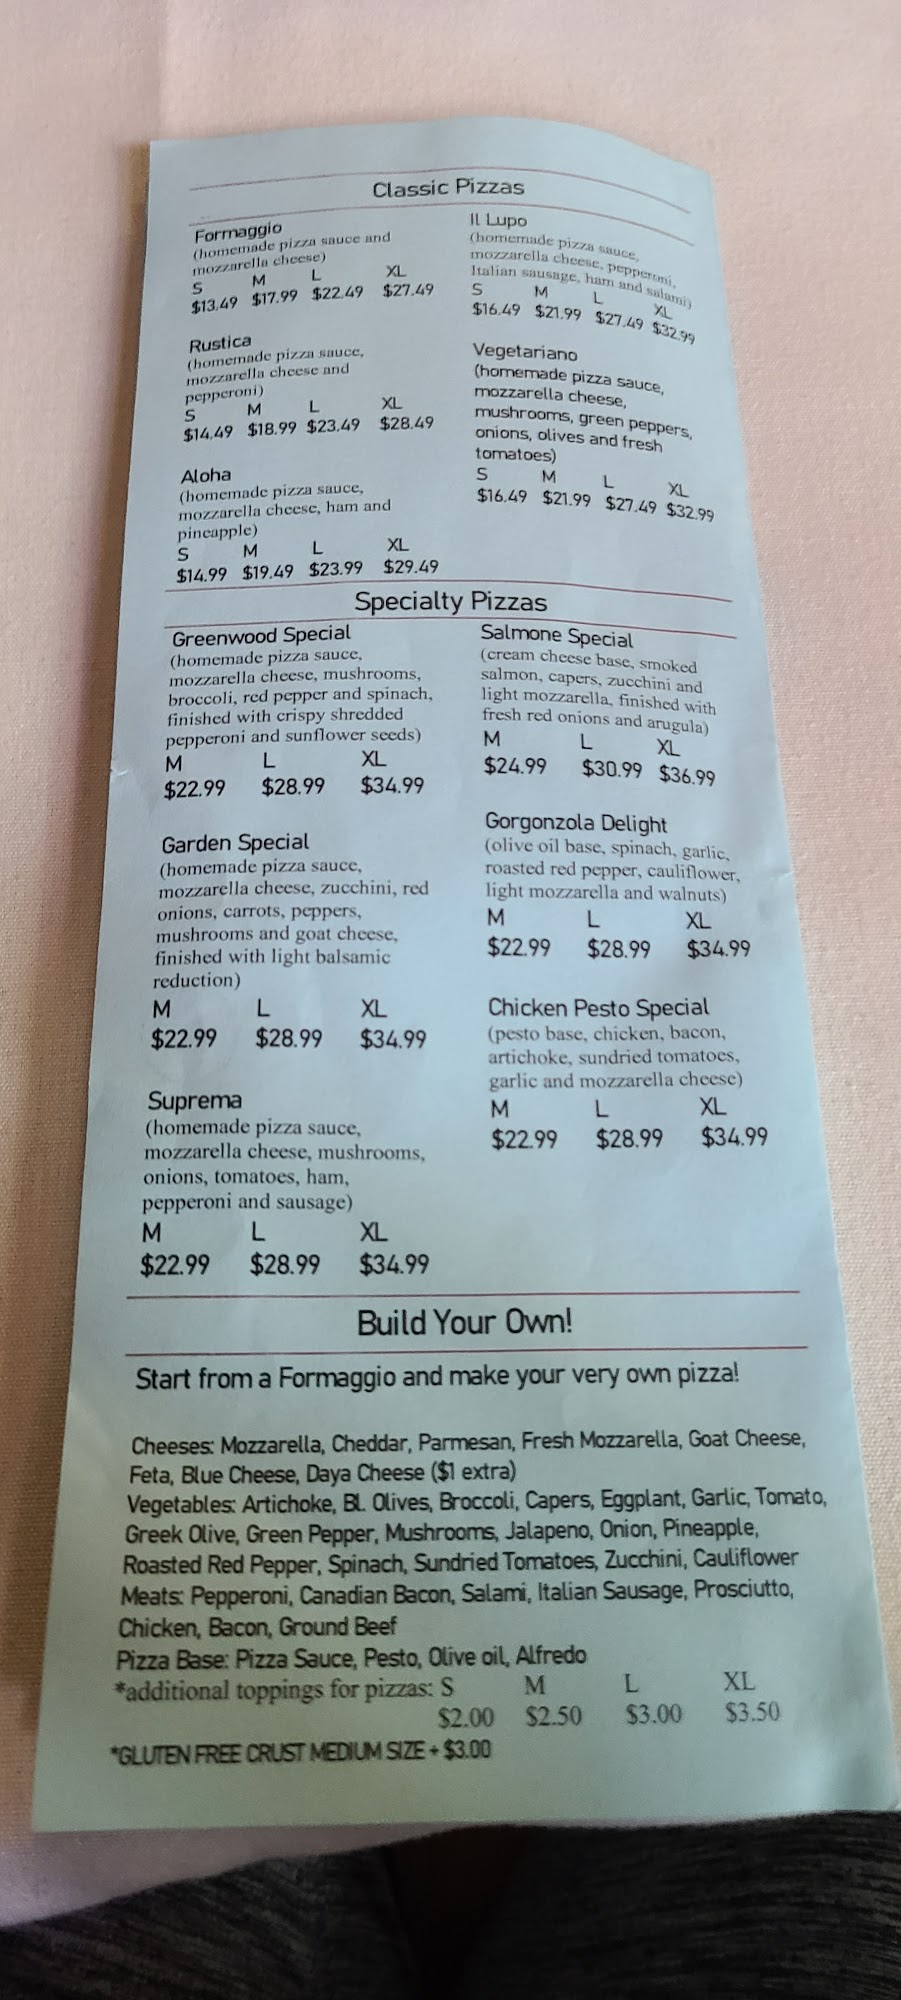 Classic Pizzas
Formaggio
(homemade pizza sauce and
mozzarella cheese)
S M L XL
$13.49 $17.99 $22.49 $27.49
Rustica
(homemade pizza sauce,
mozzarella cheese and
pepperoni)
S M L XL
$14.49 $18.99 $23.49 $28.49
Aloha
(homemade pizza sauce,
mozzarella cheese, ham and
pineapple)
S M L XL
$14.99 $19.49 $23.99 $29.49
Il Lupo
(homemade pizza sauce,
mozzarella cheese, pepperoni,
Italian sausage, ham and salami)
S M L XL
$16.49 $21.99 $27.49 $32.99
Vegetariano
(homemade pizza sauce,
mozzarella cheese,
mushrooms, green peppers,
onions, olives and fresh
tomatoes)
S M L XL
$16.49 $21.99 $27.49 $32.99
Specialty Pizzas
Greenwood Special
(homemade pizza sauce,
mozzarella cheese, mushrooms,
broccoli, red pepper and spinach,
finished with crispy shredded
pepperoni and sunflower seeds)
M L XL
$22.99 $28.99 $34.99
Garden Special
(homemade pizza sauce,
mozzarella cheese, zucchini, red
onions, carrots, peppers,
mushrooms and goat cheese,
finished with light balsamic
reduction)
M L XL
$22.99 $28.99 $34.99
Suprema
(homemade pizza sauce,
mozzarella cheese, mushrooms,
onions, tomatoes, ham,
pepperoni and sausage)
M L XL
$22.99 $28.99 $34.99
Salmone Special
(cream cheese base, smoked
salmon, capers, zucchini and
light mozzarella, finished with
fresh red onions and arugula)
M L XL
$24.99 $30.99 $36.99
Gorgonzola Delight
(olive oil base, spinach, garlic,
roasted red pepper, cauliflower,
light mozzarella and walnuts)
M L XL
$22.99 $28.99 $34.99
Chicken Pesto Special
(pesto base, chicken, bacon,
artichoke, sundried tomatoes,
garlic and mozzarella cheese)
M L XL
$22.99 $28.99 $34.99
Build Your Own!
Start from a Formaggio and make your very own pizza!
Cheeses: Mozzarella, Cheddar, Parmesan, Fresh Mozzarella, Goat Cheese,
Feta, Blue Cheese, Daya Cheese ($1 extra)
Vegetables: Artichoke, Bl. Olives, Broccoli, Capers, Eggplant, Garlic, Tomato,
Greek Olive, Green Pepper, Mushrooms, Jalapeno, Onion, Pineapple,
Roasted Red Pepper, Spinach, Sundried Tomatoes, Zucchini, Cauliflower
Meats: Pepperoni, Canadian Bacon, Salami, Italian Sausage, Prosciutto,
Chicken, Bacon, Ground Beef
Pizza Base: Pizza Sauce, Pesto, Olive oil, Alfredo
*additional toppings for pizzas: S M L XL
$2.00 $2.50 $3.00 $3.50
*GLUTEN FREE CRUST MEDIUM SIZE + $3.00